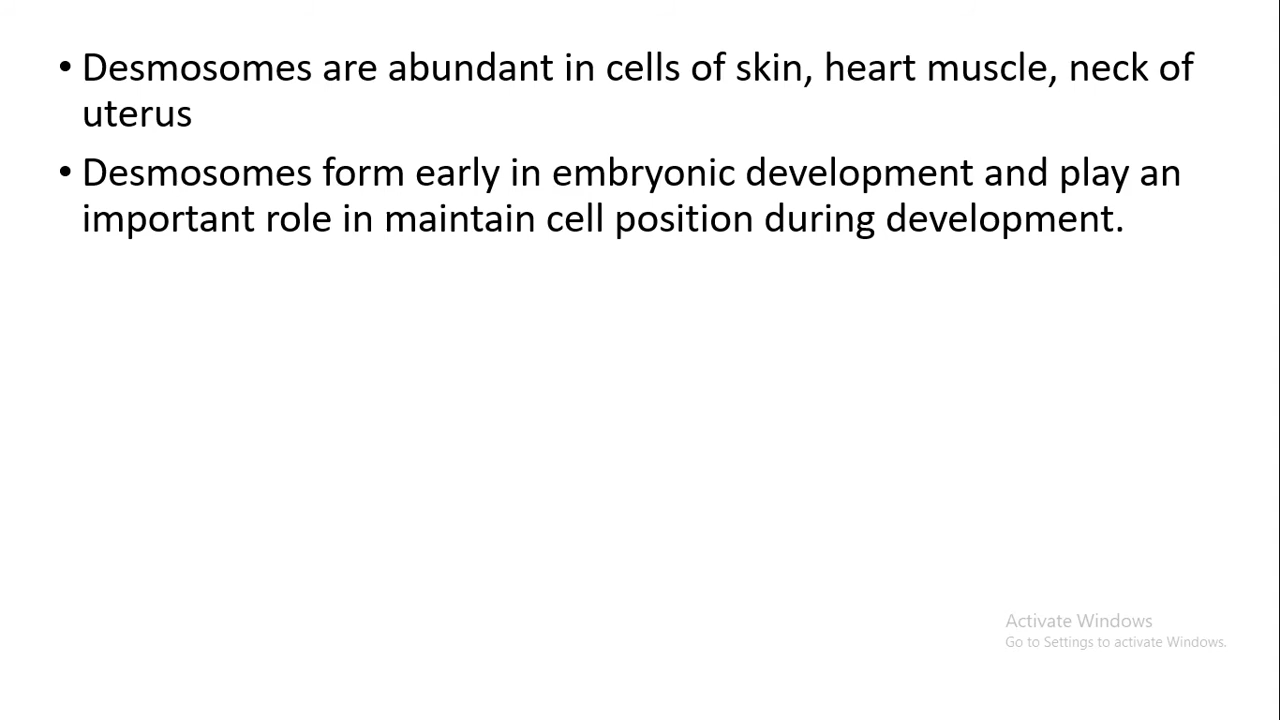 • Desmosomes are abundant in cells of skin, heart muscle, neck of
uterus
• Desmosomes form early in embryonic development and play an
important role in maintain cell position during development.
Activate Windows
Go to Settings to activate Windows.